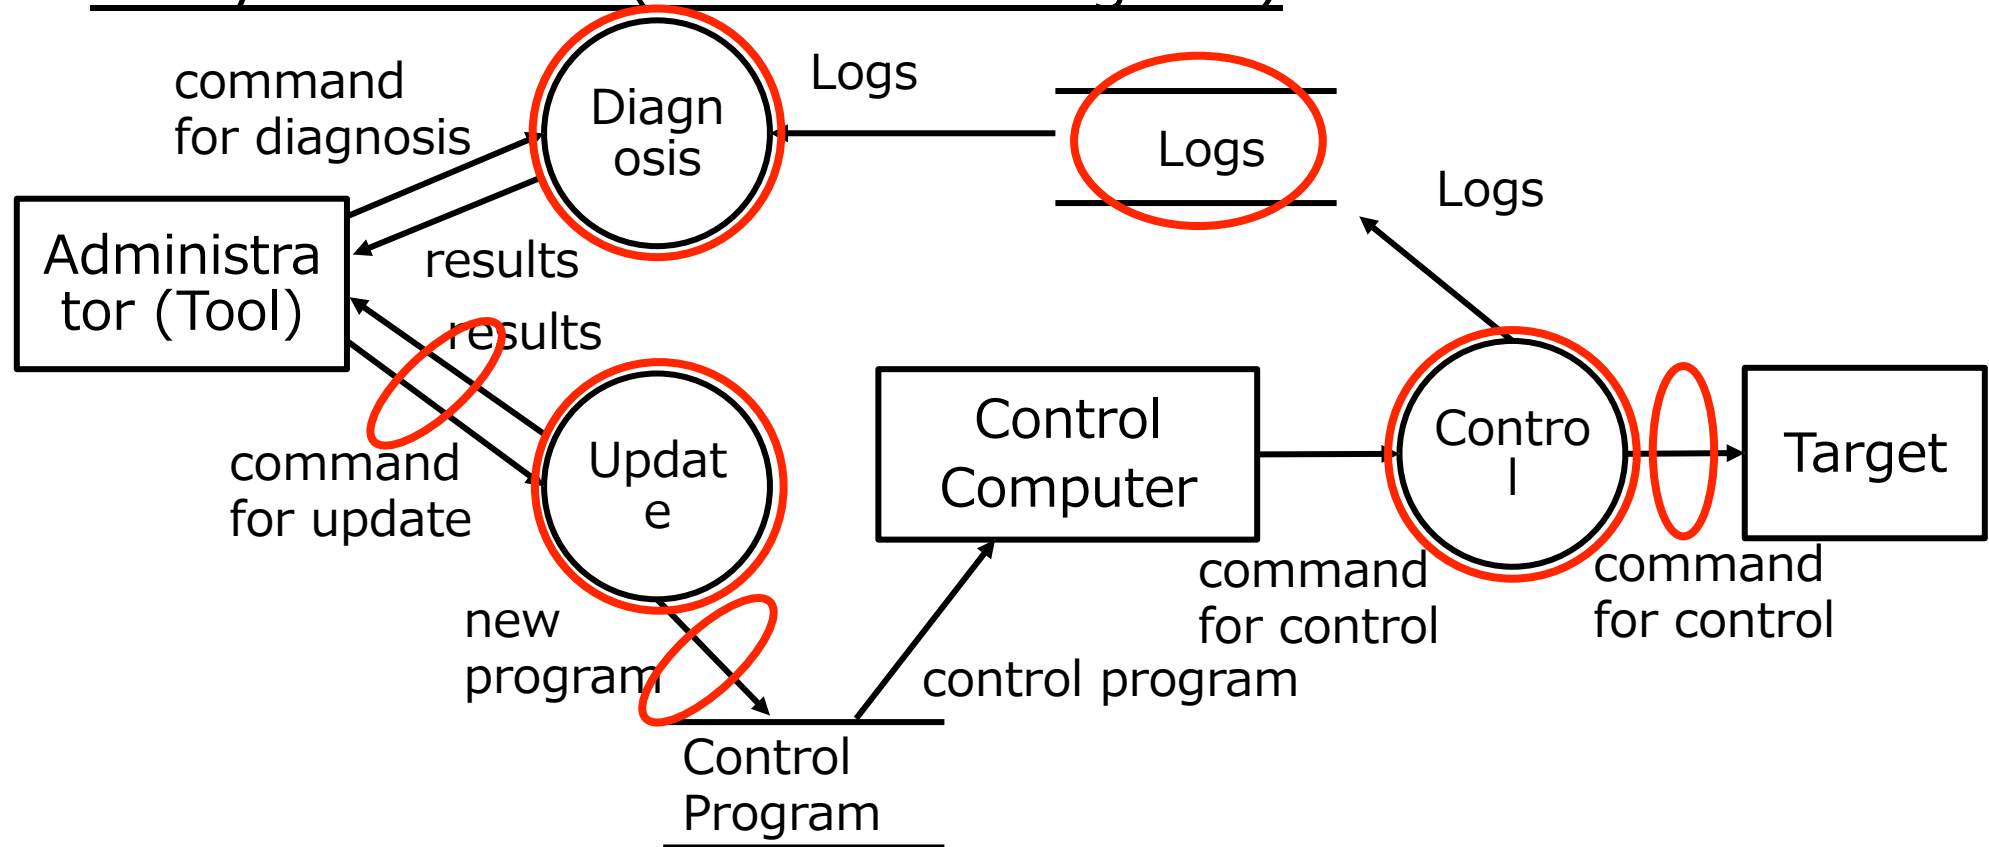 command
for diagnosis
Diagn
osis
Logs
Logs
Logs
Administra
tor (Tool)
results
results
command
for update
Updat
e
Control
Computer
Contro
l
Target
command
for control
command
for control
new
program
control program
Control
Program